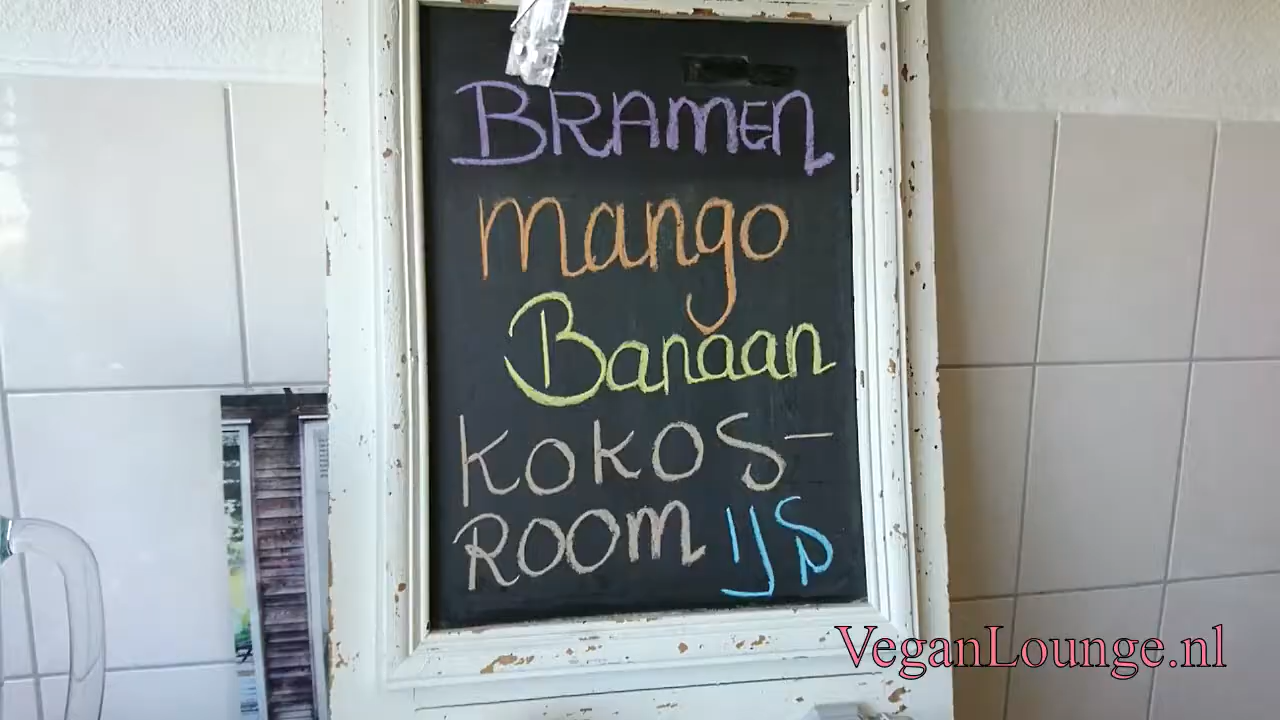 BRAMEN
mango
Banaan
KOKOS-
ROOM IJS
VeganLounge.nl